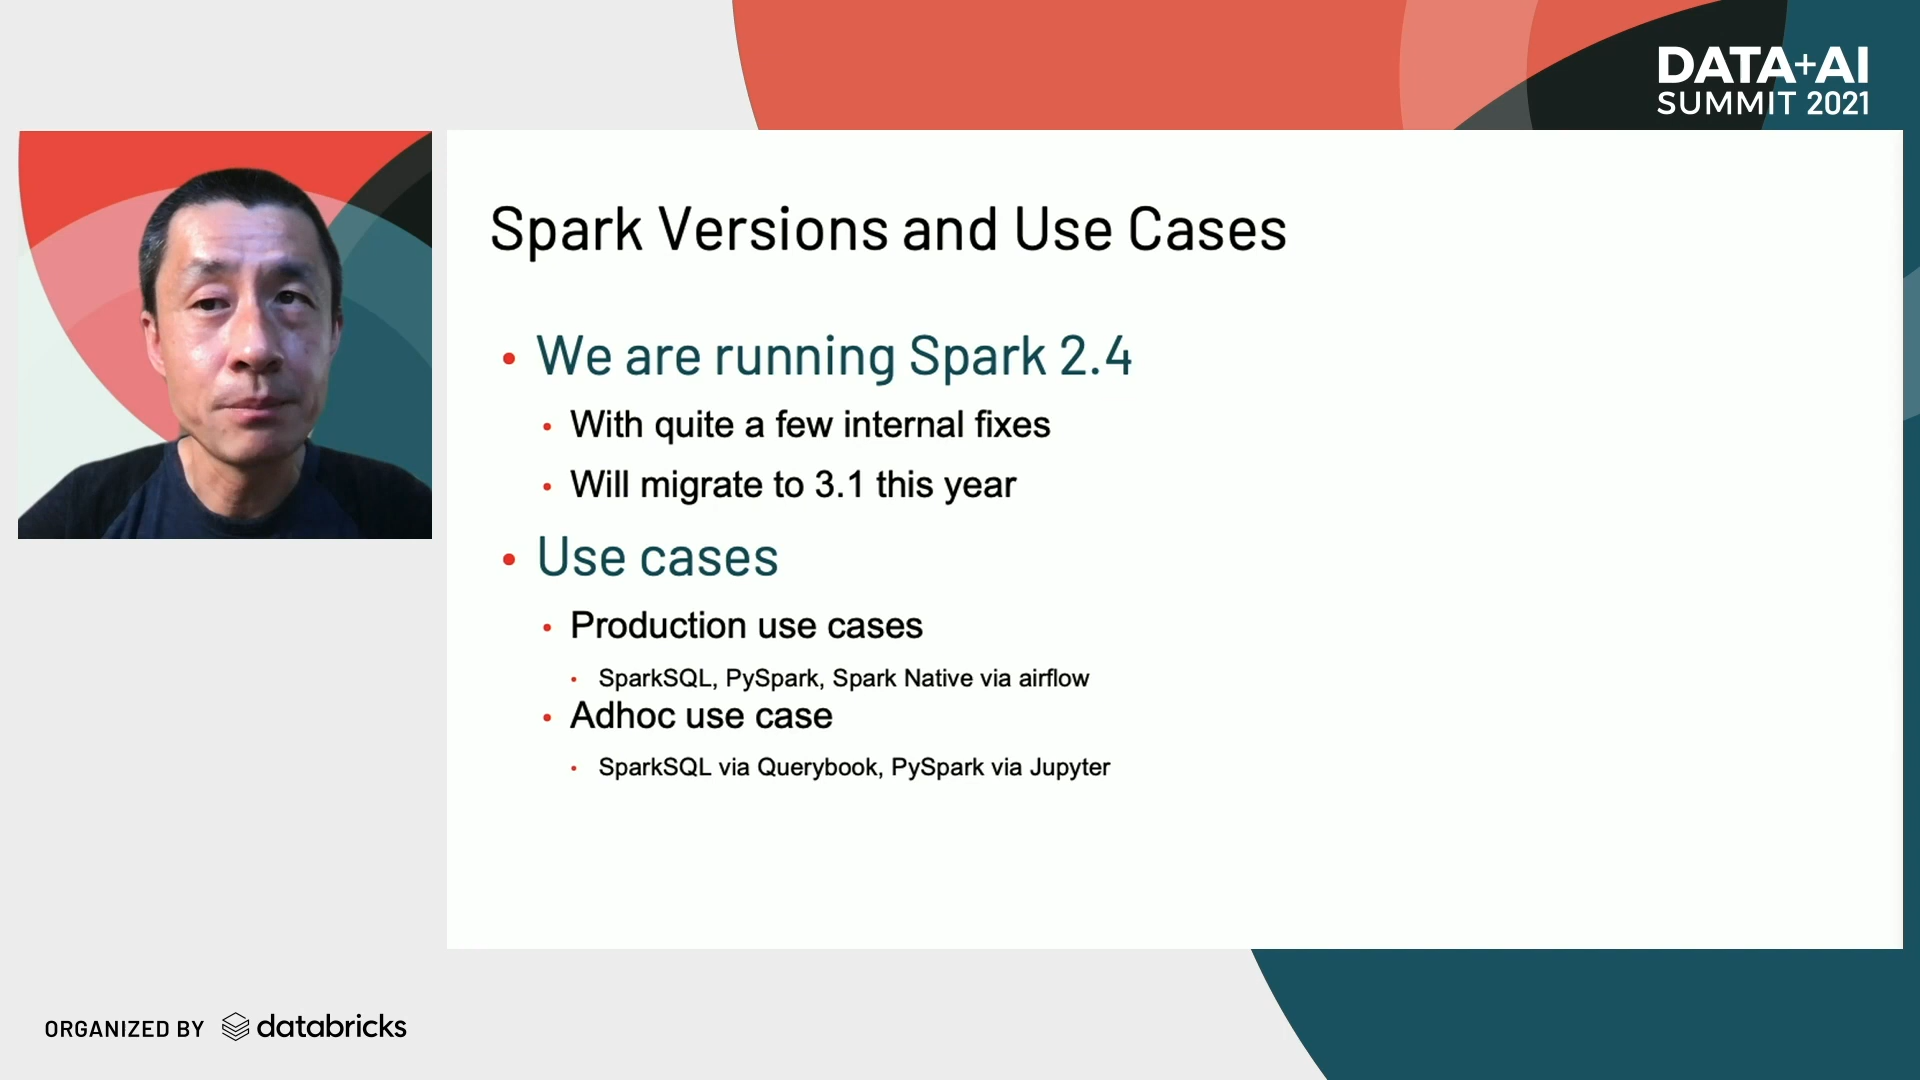 DATA+AI
SUMMIT 2021
Spark Versions and Use Cases
• We are running Spark 2.4
• With quite a few internal fixes
• Will migrate to 3.1 this year
• Use cases
• Production use cases
• SparkSQL, PySpark, Spark Native via airflow
• Adhoc use case
• SparkSQL via Querybook, PySpark via Jupyter
ORGANIZED BY databricks